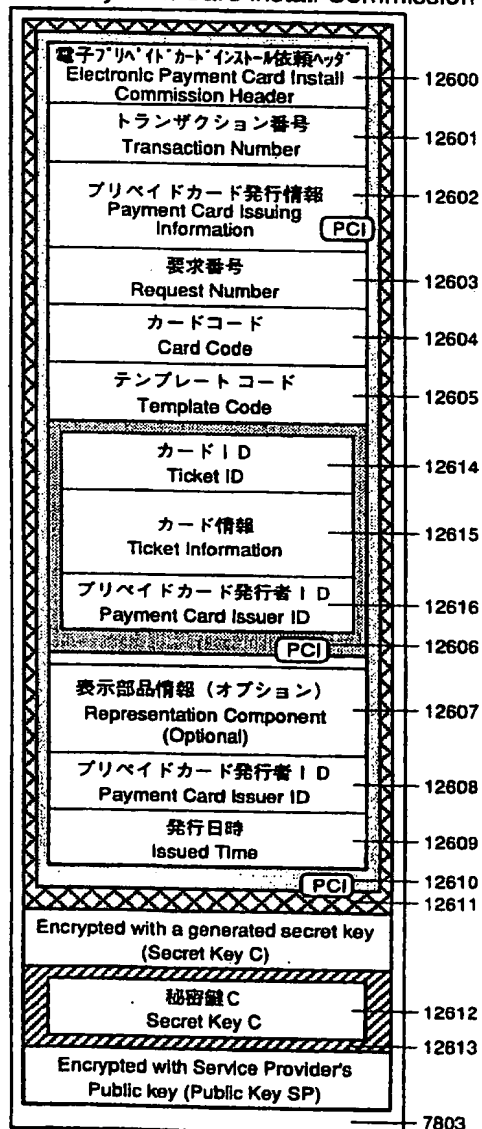 Card Install Commission
電子プリペイドカードインストール依頼ヘッダ
Electronic Payment Card Install
Commission Header
12600
トランザクション番号
Transaction Number
12601
プリペイドカード発行情報
Payment Card Issuing
Information
PCI
12602
要求番号
Request Number
12603
カードコード
Card Code
12604
テンプレートコード
Template Code
12605
カードID
Ticket ID
12614
カード情報
Ticket Information
12615
プリペイドカード発行者ID
Payment Card Issuer ID
12616
PCI
12606
表示部品情報(オプション)
Representation Component
(Optional)
12607
プリペイドカード発行者ID
Payment Card Issuer ID
12608
発行日時
Issued Time
12609
PCI
12610
12611
Encrypted with a generated secret key
(Secret Key C)
秘密鍵C
Secret Key C
12612
12613
Encrypted with Service Provider's
Public key (Public Key SP)
7803